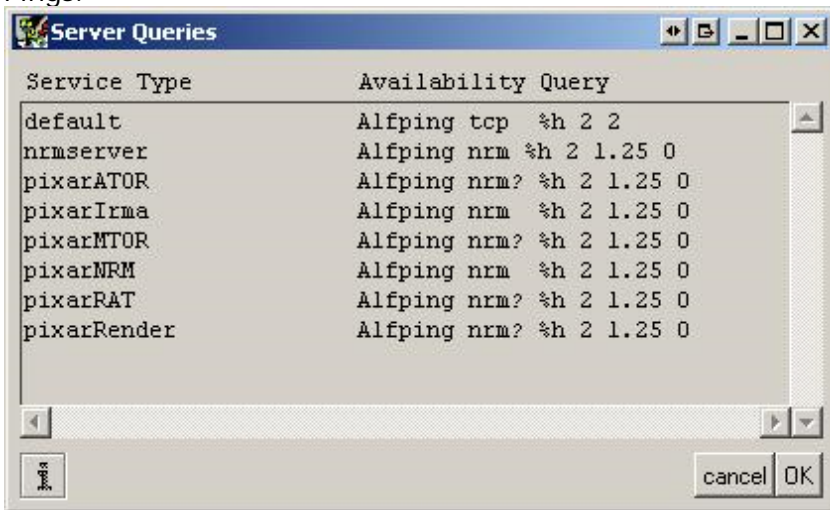 Server Queries
Service Type Availability Query
default Alfping tcp %h 2 2
nrmserver Alfping nrm %h 2 1.25 0
pixarATOR Alfping nrm? %h 2 1.25 0
pixarIrma Alfping nrm %h 2 1.25 0
pixarMTOR Alfping nrm? %h 2 1.25 0
pixarNRM Alfping nrm %h 2 1.25 0
pixarRAT Alfping nrm? %h 2 1.25 0
pixarRender Alfping nrm? %h 2 1.25 0
i cancel OK